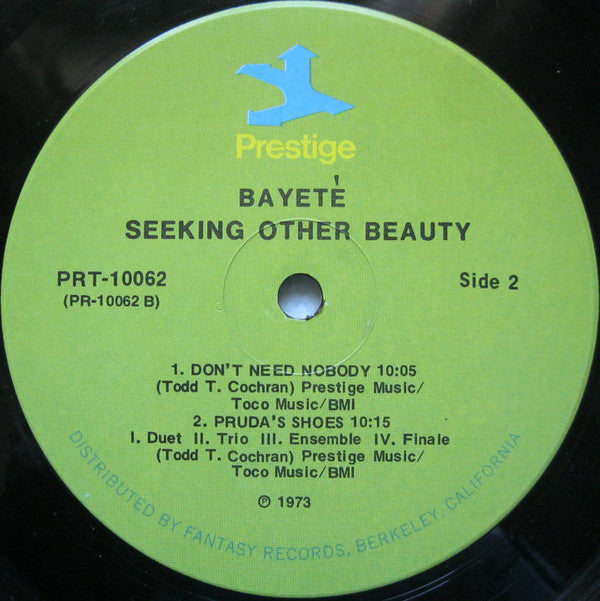 Prestige
BAYETÉ
SEEKING OTHER BEAUTY
PRT-10062
(PR-10062 B)
Side 2
1. DON'T NEED NOBODY 10:05
(Todd T. Cochran) Prestige Music/
Toco Music/BMI
2. PRUDA'S SHOES 10:15
I. Duet II. Trio III. Ensemble IV. Finale
(Todd T. Cochran) Prestige Music/
Toco Music/BMI
℗ 1973
DISTRIBUTED BY FANTASY RECORDS, BERKELEY, CALIFORNIA